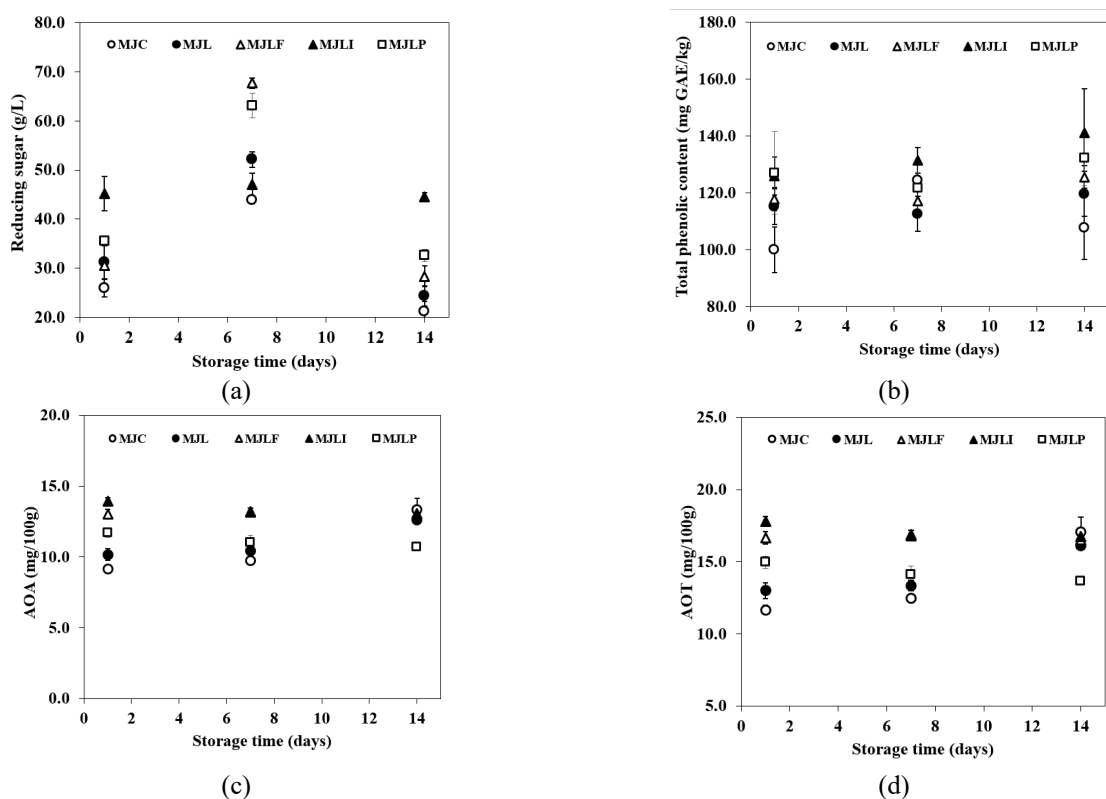 80.0
MJC MJL MJLF MJLI MJLP
70.0
60.0
50.0
40.0
30.0
20.0
Reducing sugar (g/L)
0 2 4 6 8 10 12 14
Storage time (days)
(a)
180.0
MJC MJL MJLF MJLI MJLP
160.0
140.0
120.0
100.0
80.0
Total phenolic content (mg GAE/kg)
0 2 4 6 8 10 12 14
Storage time (days)
(b)
20.0
MJC MJL MJLF MJLI MJLP
15.0
10.0
5.0
0.0
AOA (mg/100g)
0 2 4 6 8 10 12 14
Storage time (days)
(c)
25.0
MJC MJL MJLF MJLI MJLP
20.0
15.0
10.0
5.0
AOT (mg/100g)
0 2 4 6 8 10 12 14
Storage time (days)
(d)